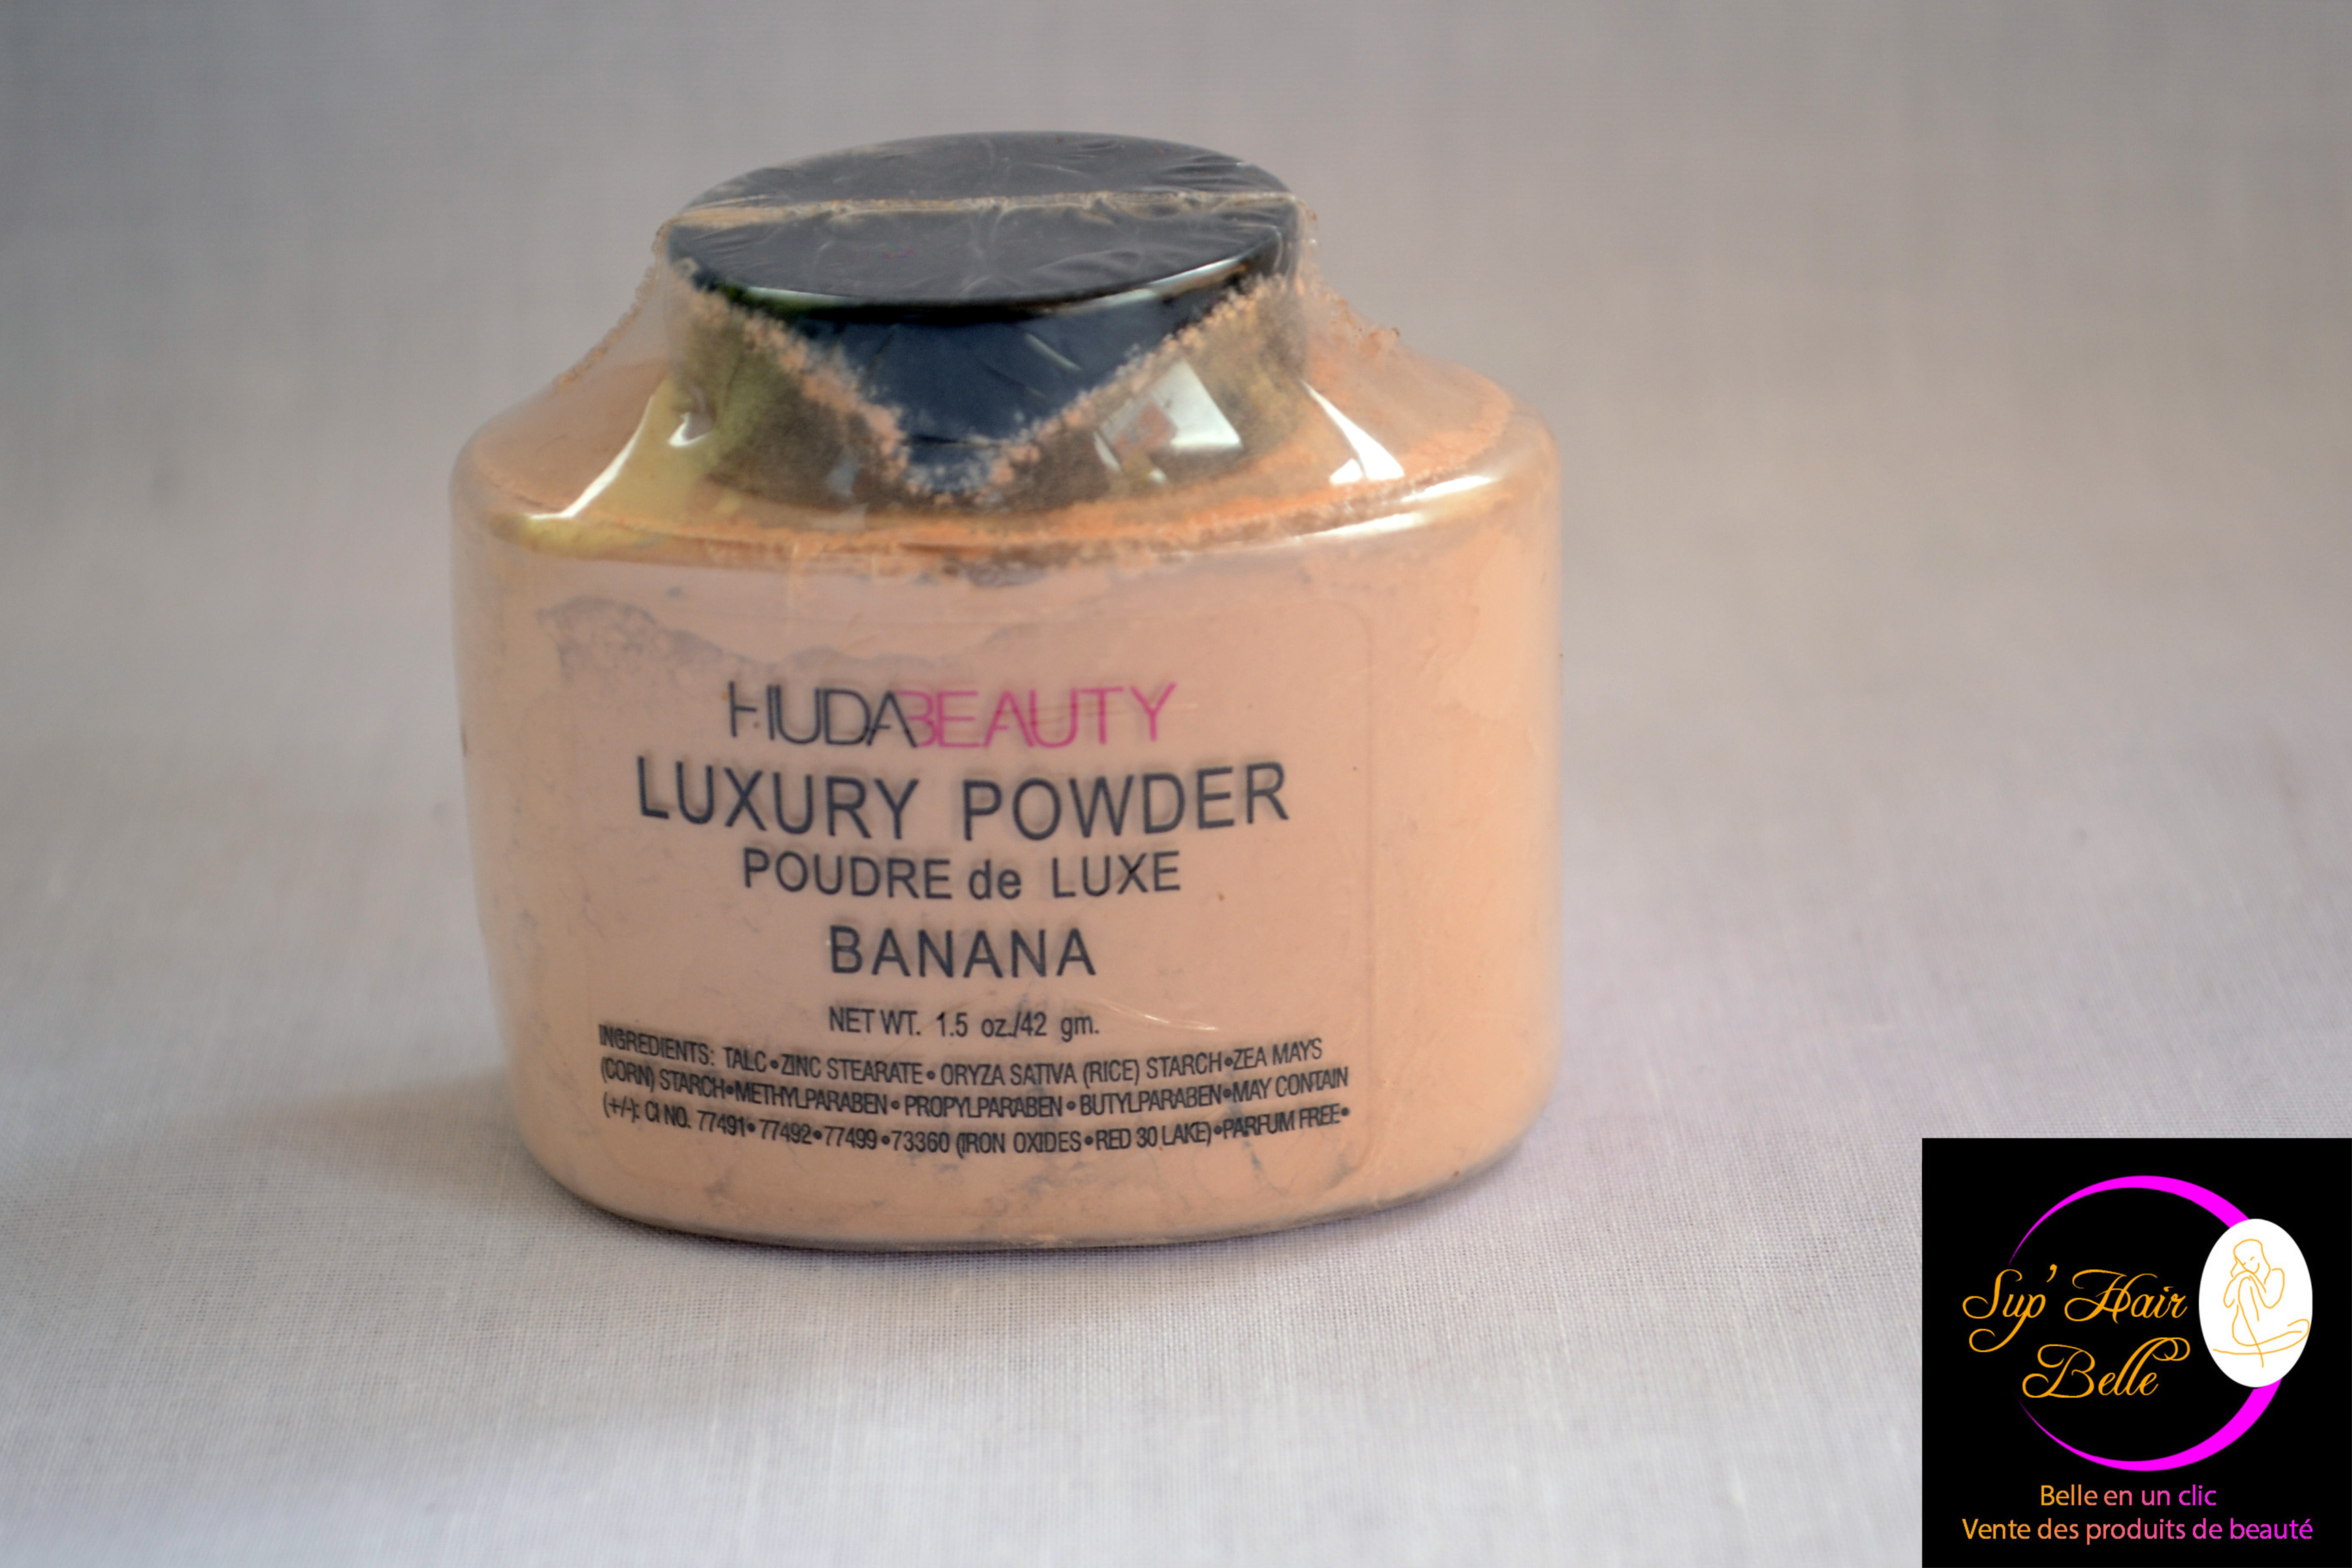 HUDABEAUTY
LUXURY POWDER
POUDRE de LUXE
BANANA
NET WT. 1.5 oz./42 gm.
INGREDIENTS: TALC•ZINC STEARATE•ORYZA SATIVA (RICE) STARCH•ZEA MAYS
(CORN) STARCH•METHYLPARABEN•PROPYLPARABEN•BUTYLPARABEN•MAY CONTAIN
(+/-): CI NO. 77491•77492•77499•73360 (IRON OXIDES•RED 30 LAKE)•PARFUM FREE•
Sup' Hair
Belle
Belle en un clic
Vente des produits de beauté